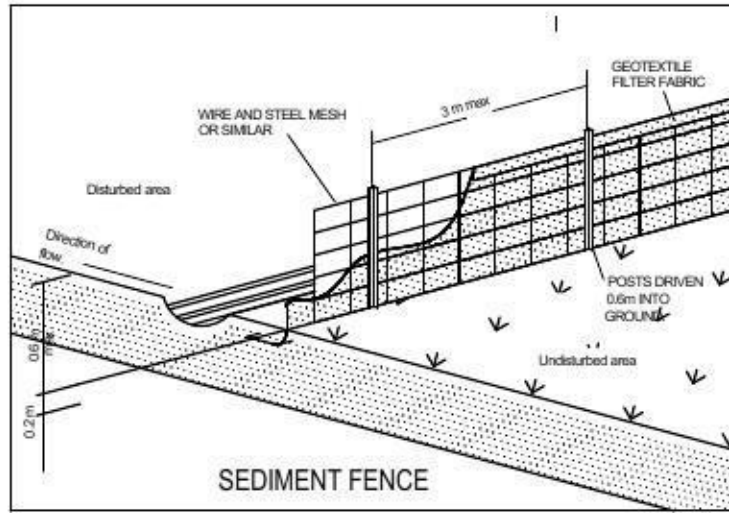 GEOTEXTILE
FILTER FABRIC
WIRE AND STEEL MESH
OR SIMILAR
3 m max
Disturbed area
Direction of
flow
POSTS DRIVEN
0.6m INTO
GROUND
0.6m
Undisturbed area
0.2 m
SEDIMENT FENCE